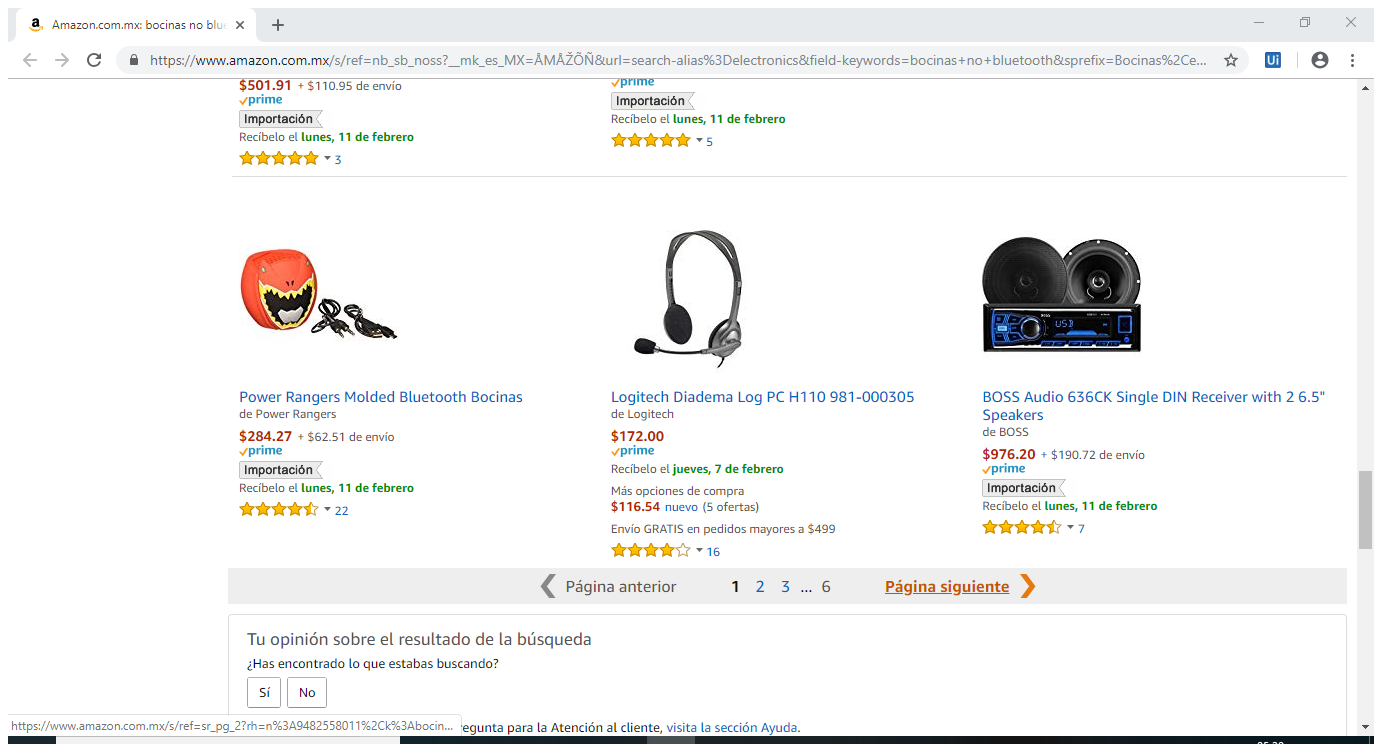 Amazon.com.mx: bocinas no blue
https://www.amazon.com.mx/s/ref=nb_sb_noss?__mk_es_MX=ÅMÅŽÕÑ&url=search-alias%3Delectronics&field-keywords=bocinas+no+bluetooth&sprefix=Bocinas%2Ce...
Ui
$501.91 + $110.95 de envío
prime
Importación
Recíbelo el lunes, 11 de febrero
3
prime
Importación
Recíbelo el lunes, 11 de febrero
5
USB
Power Rangers Molded Bluetooth Bocinas
de Power Rangers
$284.27 + $62.51 de envío
prime
Importación
Recíbelo el lunes, 11 de febrero
22
Logitech Diadema Log PC H110 981-000305
de Logitech
$172.00
prime
Recíbelo el jueves, 7 de febrero
Más opciones de compra
$116.54 nuevo (5 ofertas)
Envío GRATIS en pedidos mayores a $499
16
BOSS Audio 636CK Single DIN Receiver with 2 6.5"
Speakers
de BOSS
$976.20 + $190.72 de envío
prime
Importación
Recíbelo el lunes, 11 de febrero
7
Página anterior 1 2 3 ... 6 Página siguiente
Tu opinión sobre el resultado de la búsqueda
¿Has encontrado lo que estabas buscando?
Sí No
https://www.amazon.com.mx/s/ref=sr_pg_2?rh=n%3A9482558011%2Ck%3Abocin... egunta para la Atención al cliente, visita la sección Ayuda.